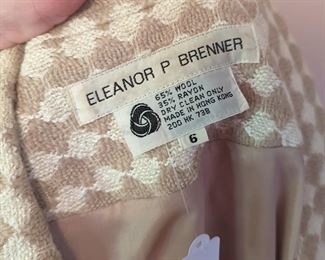 ELEANOR P BRENNER
65% WOOL
35% RAYON
DRY CLEAN ONLY
MADE IN HONG KONG
200 HK 738
6